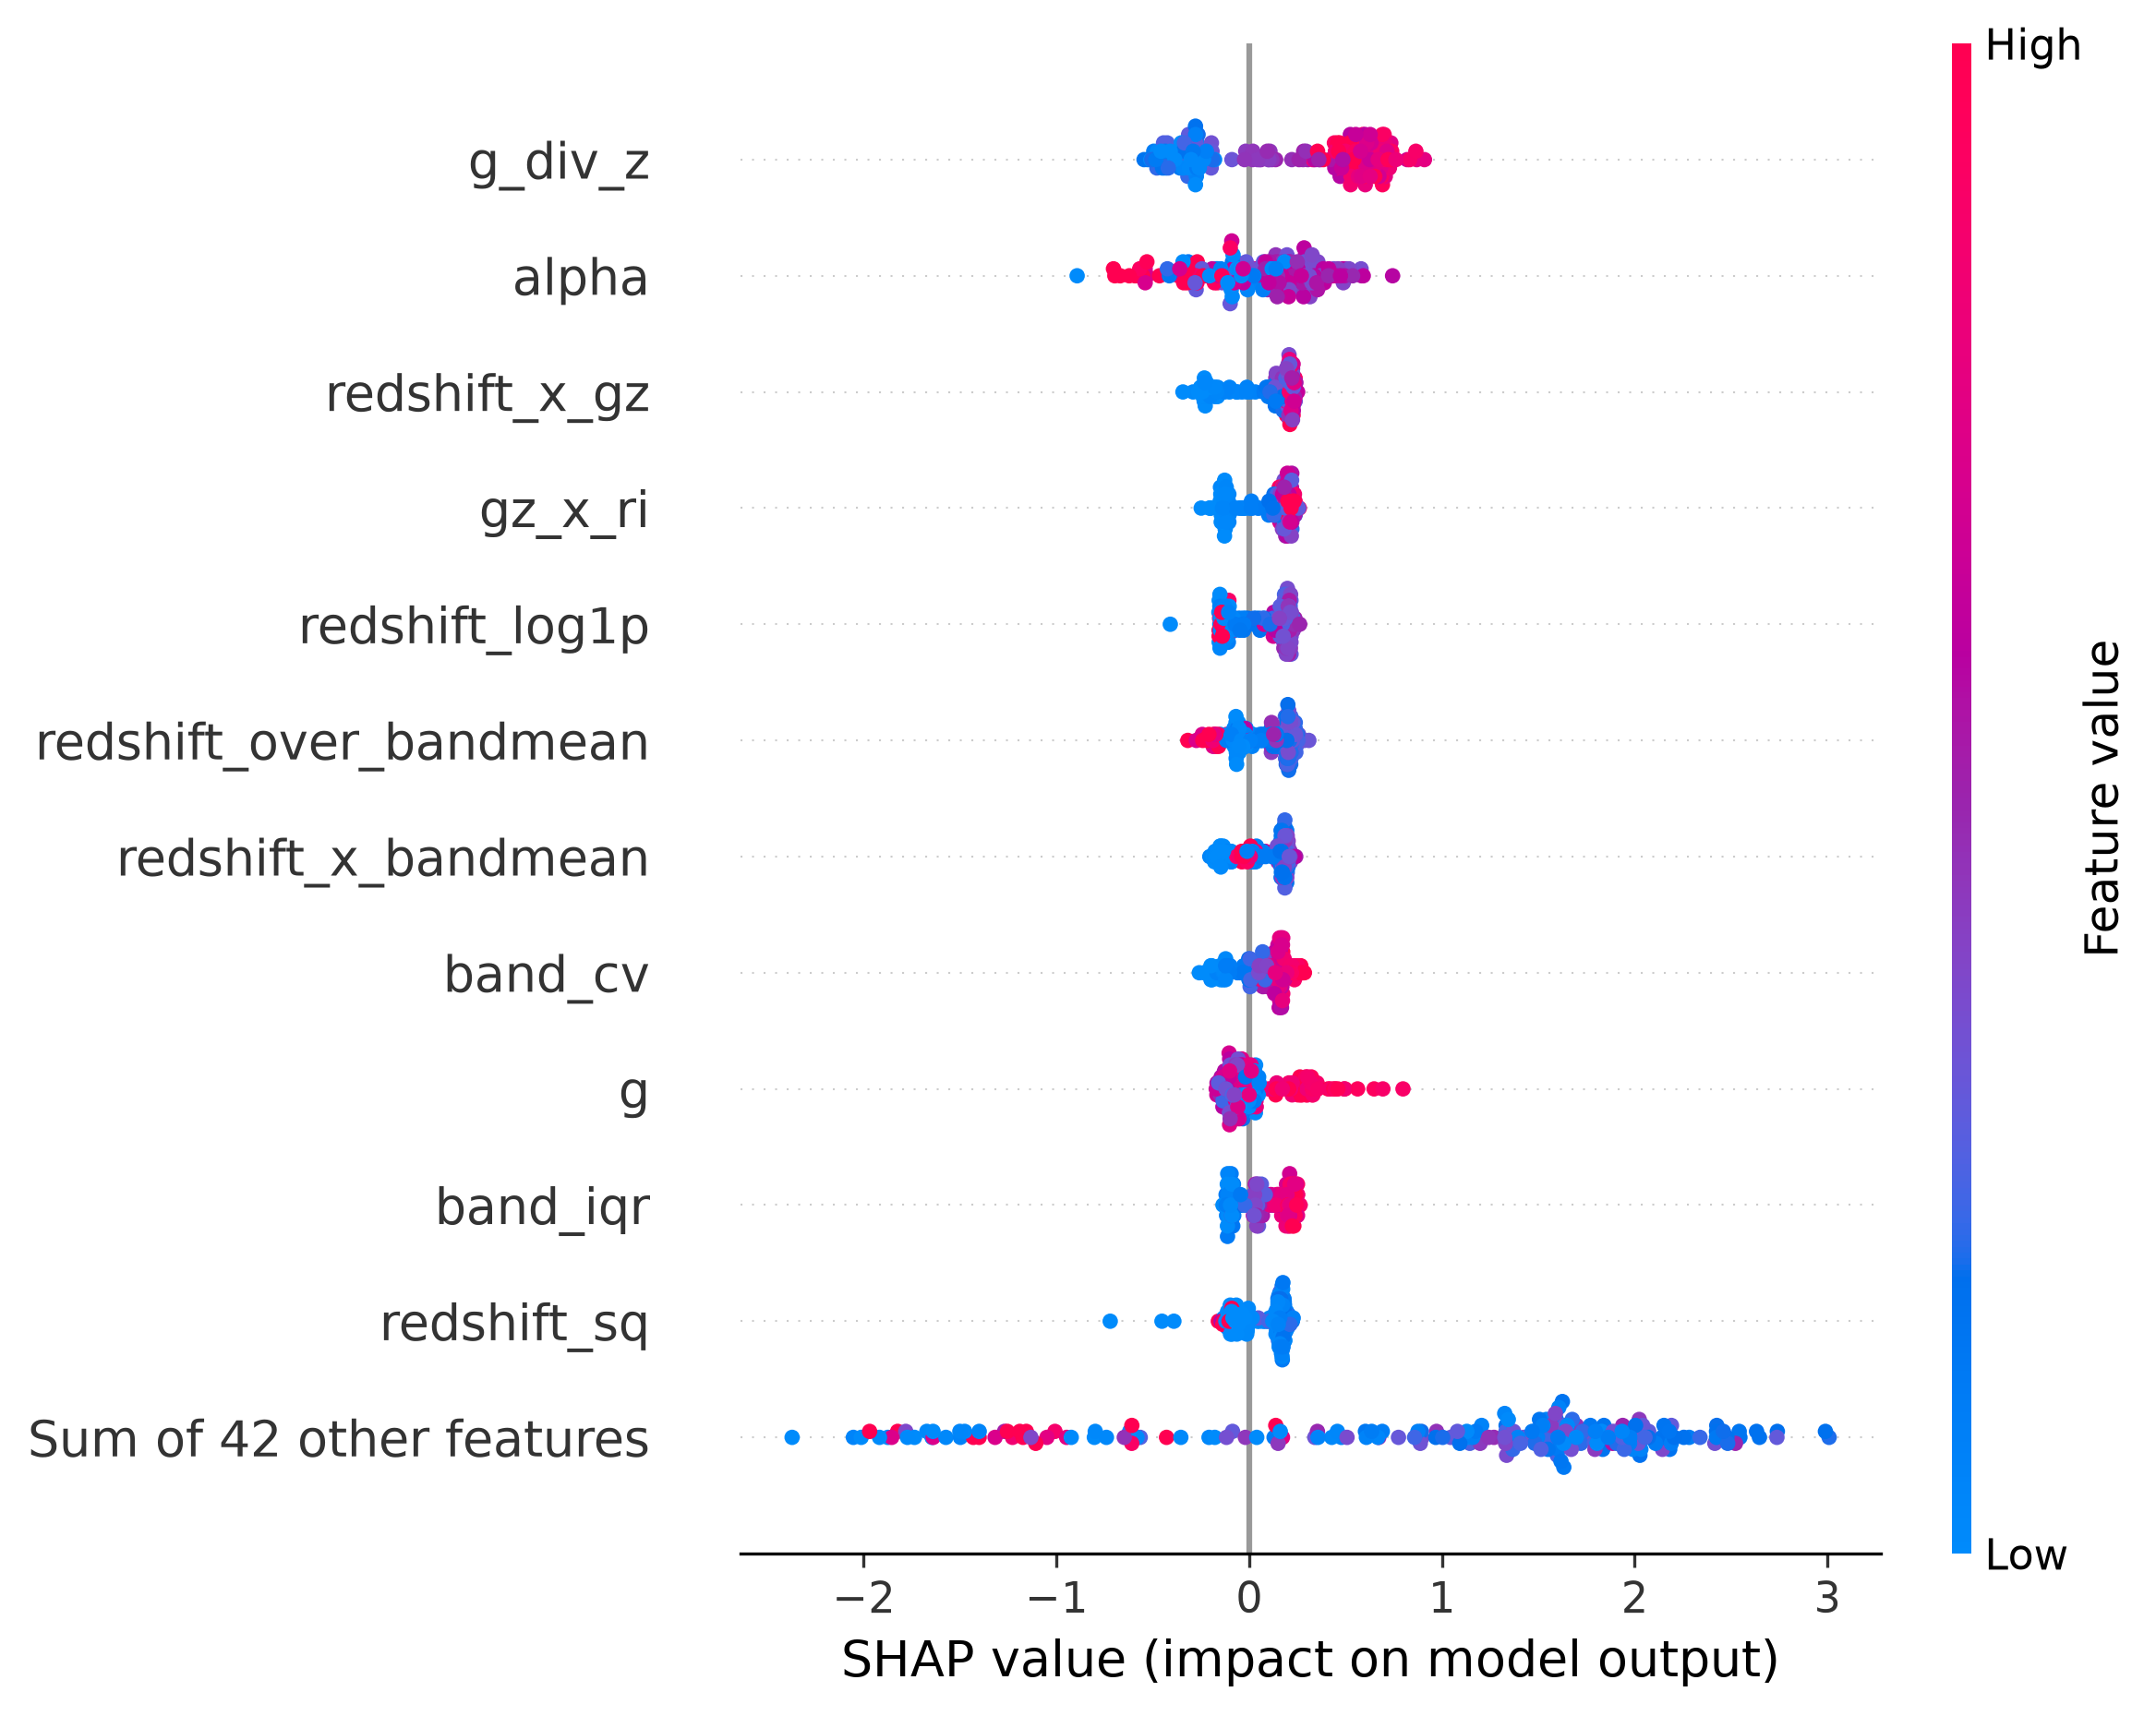 High
g_div_z
alpha
redshift_x_gz
gz_x_ri
redshift_log1p
redshift_over_bandmean
redshift_x_bandmean
band_cv
g
band_iqr
redshift_sq
Sum of 42 other features
Feature value
Low
−2 −1 0 1 2 3
SHAP value (impact on model output)